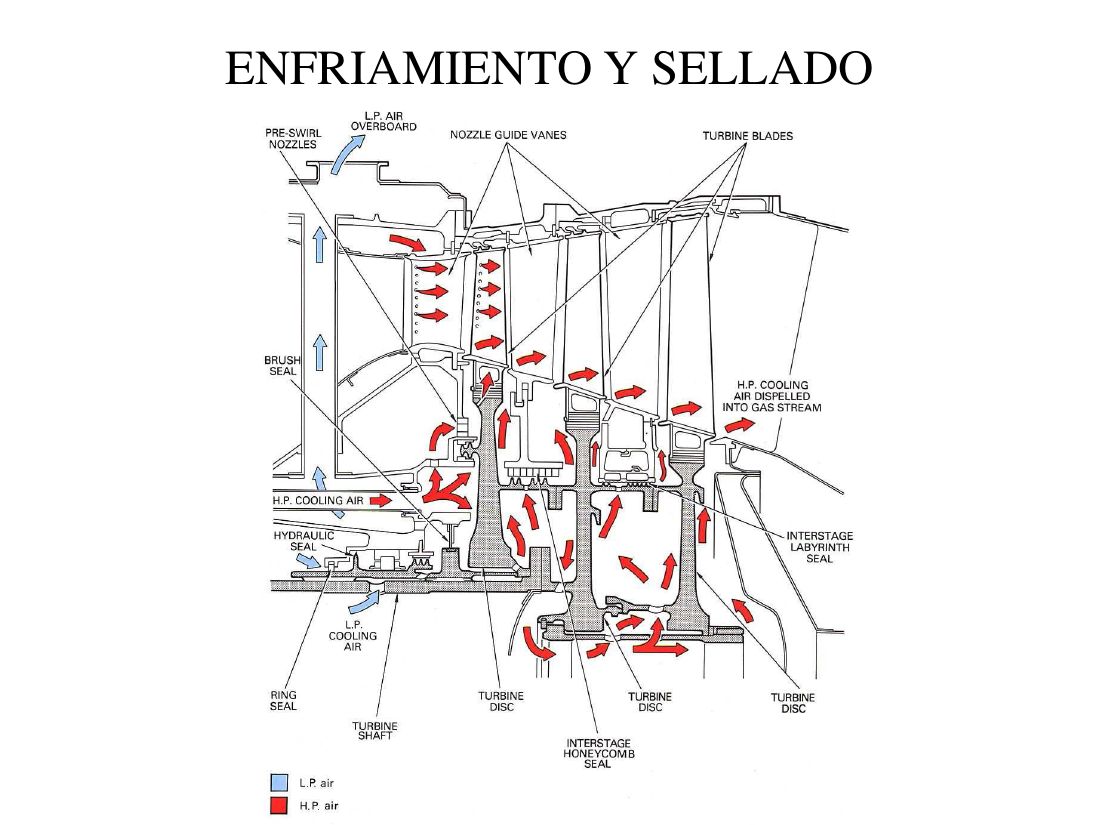 ENFRIAMIENTO Y SELLADO
L.P. AIR
OVERBOARD
PRE-SWIRL
NOZZLES
NOZZLE GUIDE VANES
TURBINE BLADES
BRUSH
SEAL
H.P. COOLING
AIR DISPELLED
INTO GAS STREAM
H.P. COOLING AIR
HYDRAULIC
SEAL
INTERSTAGE
LABYRINTH
SEAL
L.P.
COOLING
AIR
RING
SEAL
TURBINE
SHAFT
TURBINE
DISC
TURBINE
DISC
TURBINE
DISC
INTERSTAGE
HONEYCOMB
SEAL
L.P. air
H.P. air